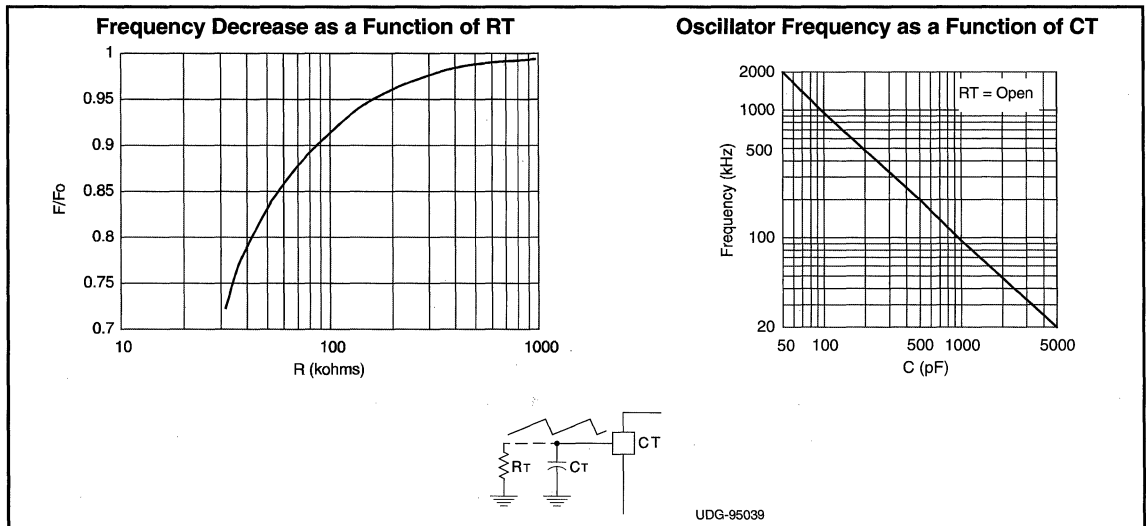 Frequency Decrease as a Function of RT
1
0.95
0.9
0.85
0.8
0.75
0.7
F/Fo
10 100 1000
R (kohms)
Oscillator Frequency as a Function of CT
2000
1000
500
100
20
Frequency (kHz)
RT = Open
50 100 500 1000 5000
C (pF)
RT
CT
CT
UDG-95039